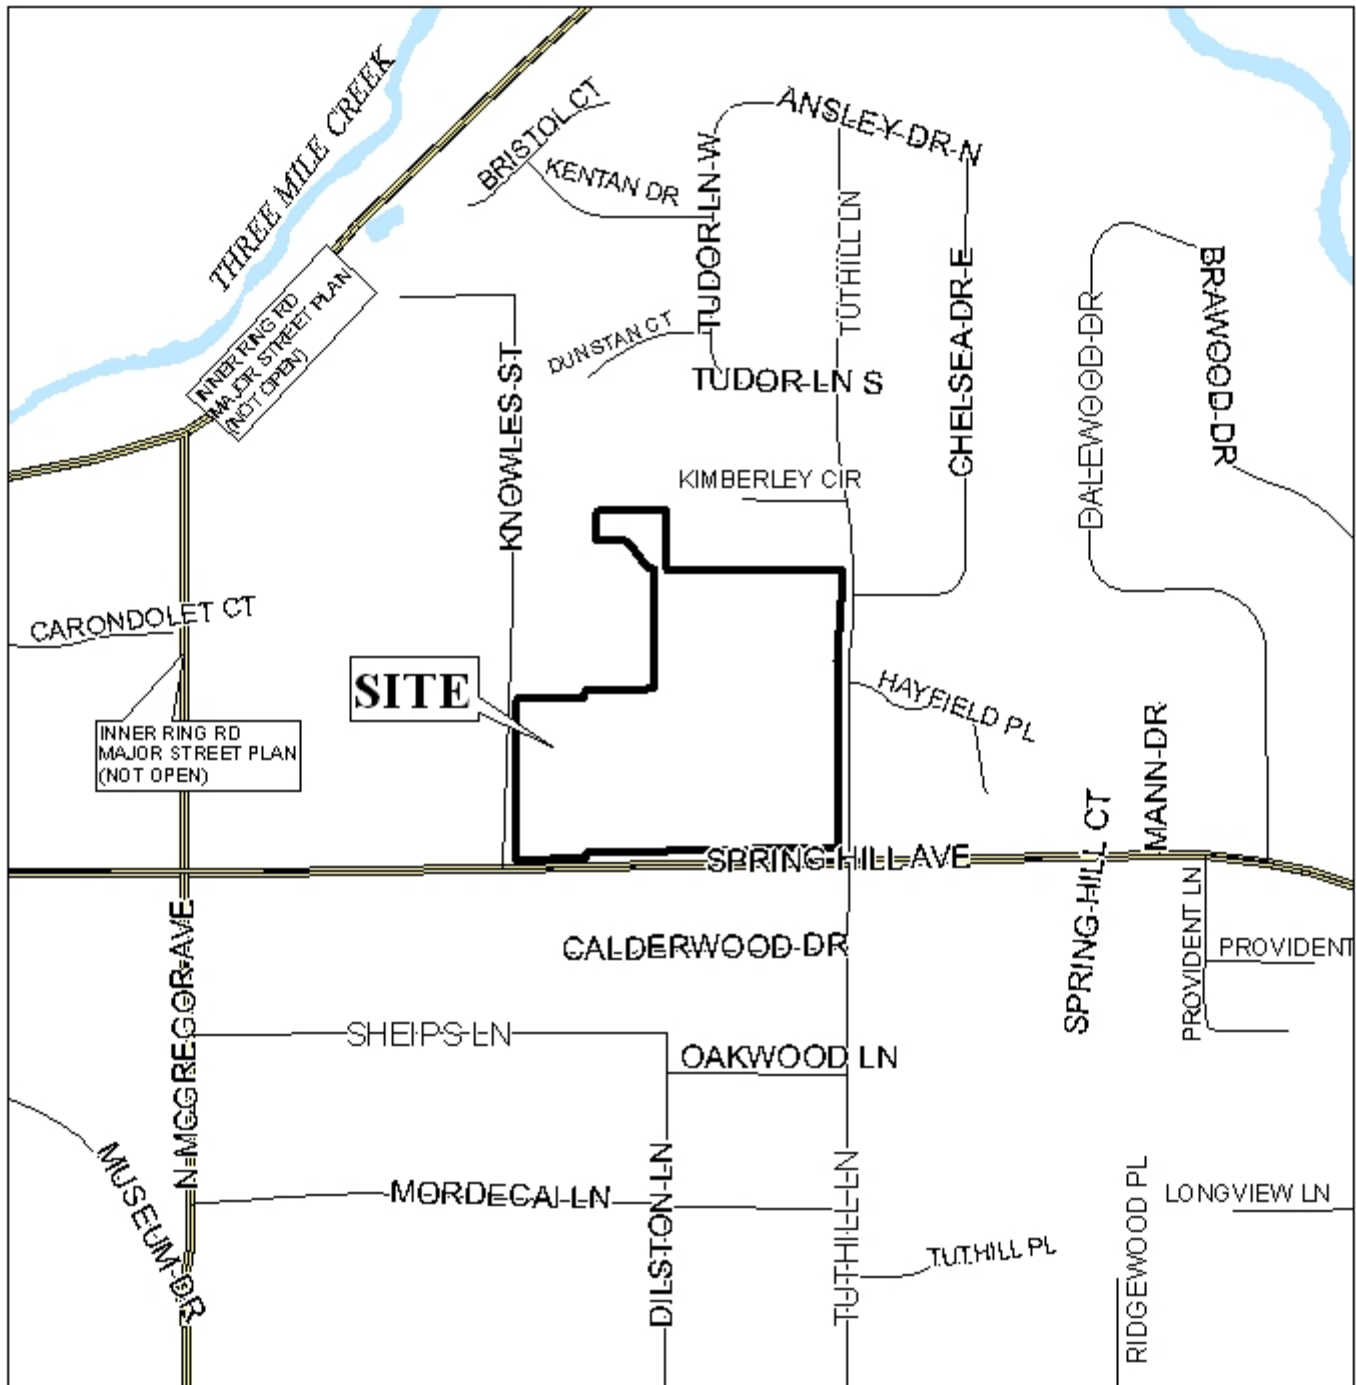 THREE MILE CREEK
BRISTOL CT
KENTAN DR
ANSLEY DR N
TUDOR LN W
TUTHILL LN
CHELSEA DR E
BRAWOOD DR
DALEWOOD DR
INNER RING RD
MAJOR STREET PLAN
(NOT OPEN)
DUNSTAN CT
TUDOR LN S
KNOWLES ST
KIMBERLEY CIR
CARONDOLET CT
SITE
HAYFIELD PL
INNER RING RD
MAJOR STREET PLAN
(NOT OPEN)
MANN DR
SPRING HILL CT
SPRING HILL AVE
PROVIDENT LN
PROVIDENT
CALDERWOOD DR
N MCGREGOR AVE
SHEIPS LN
OAKWOOD LN
MUSEUM DR
MORDECAI LN
DILSTON LN
TUTHILL LN
TUTHILL PL
RIDGEWOOD PL
LONGVIEW LN